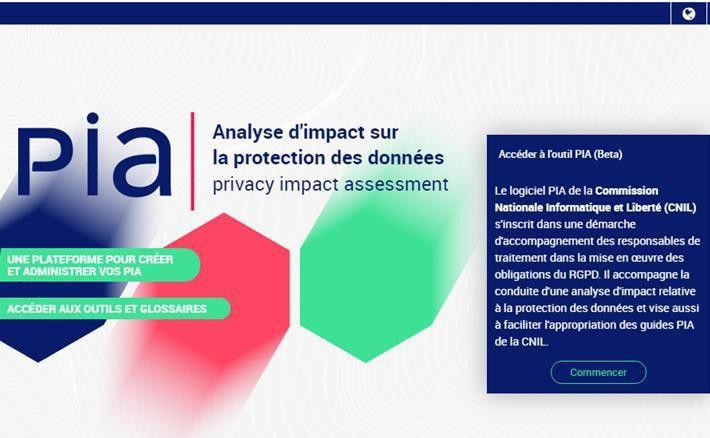 pia
Analyse d'impact sur
la protection des données
privacy impact assessment
UNE PLATEFORME POUR CRÉER
ET ADMINISTRER VOS PIA
ACCÉDER AUX OUTILS ET GLOSSAIRES
Accéder à l'outil PIA (Beta)
Le logiciel PIA de la Commission
Nationale Informatique et Liberté (CNIL)
s'inscrit dans une démarche
d'accompagnement des responsables de
traitement dans la mise en œuvre des
obligations du RGPD. Il accompagne la
conduite d'une analyse d'impact relative
à la protection des données et vise aussi
à faciliter l'appropriation des guides PIA
de la CNIL.
Commencer